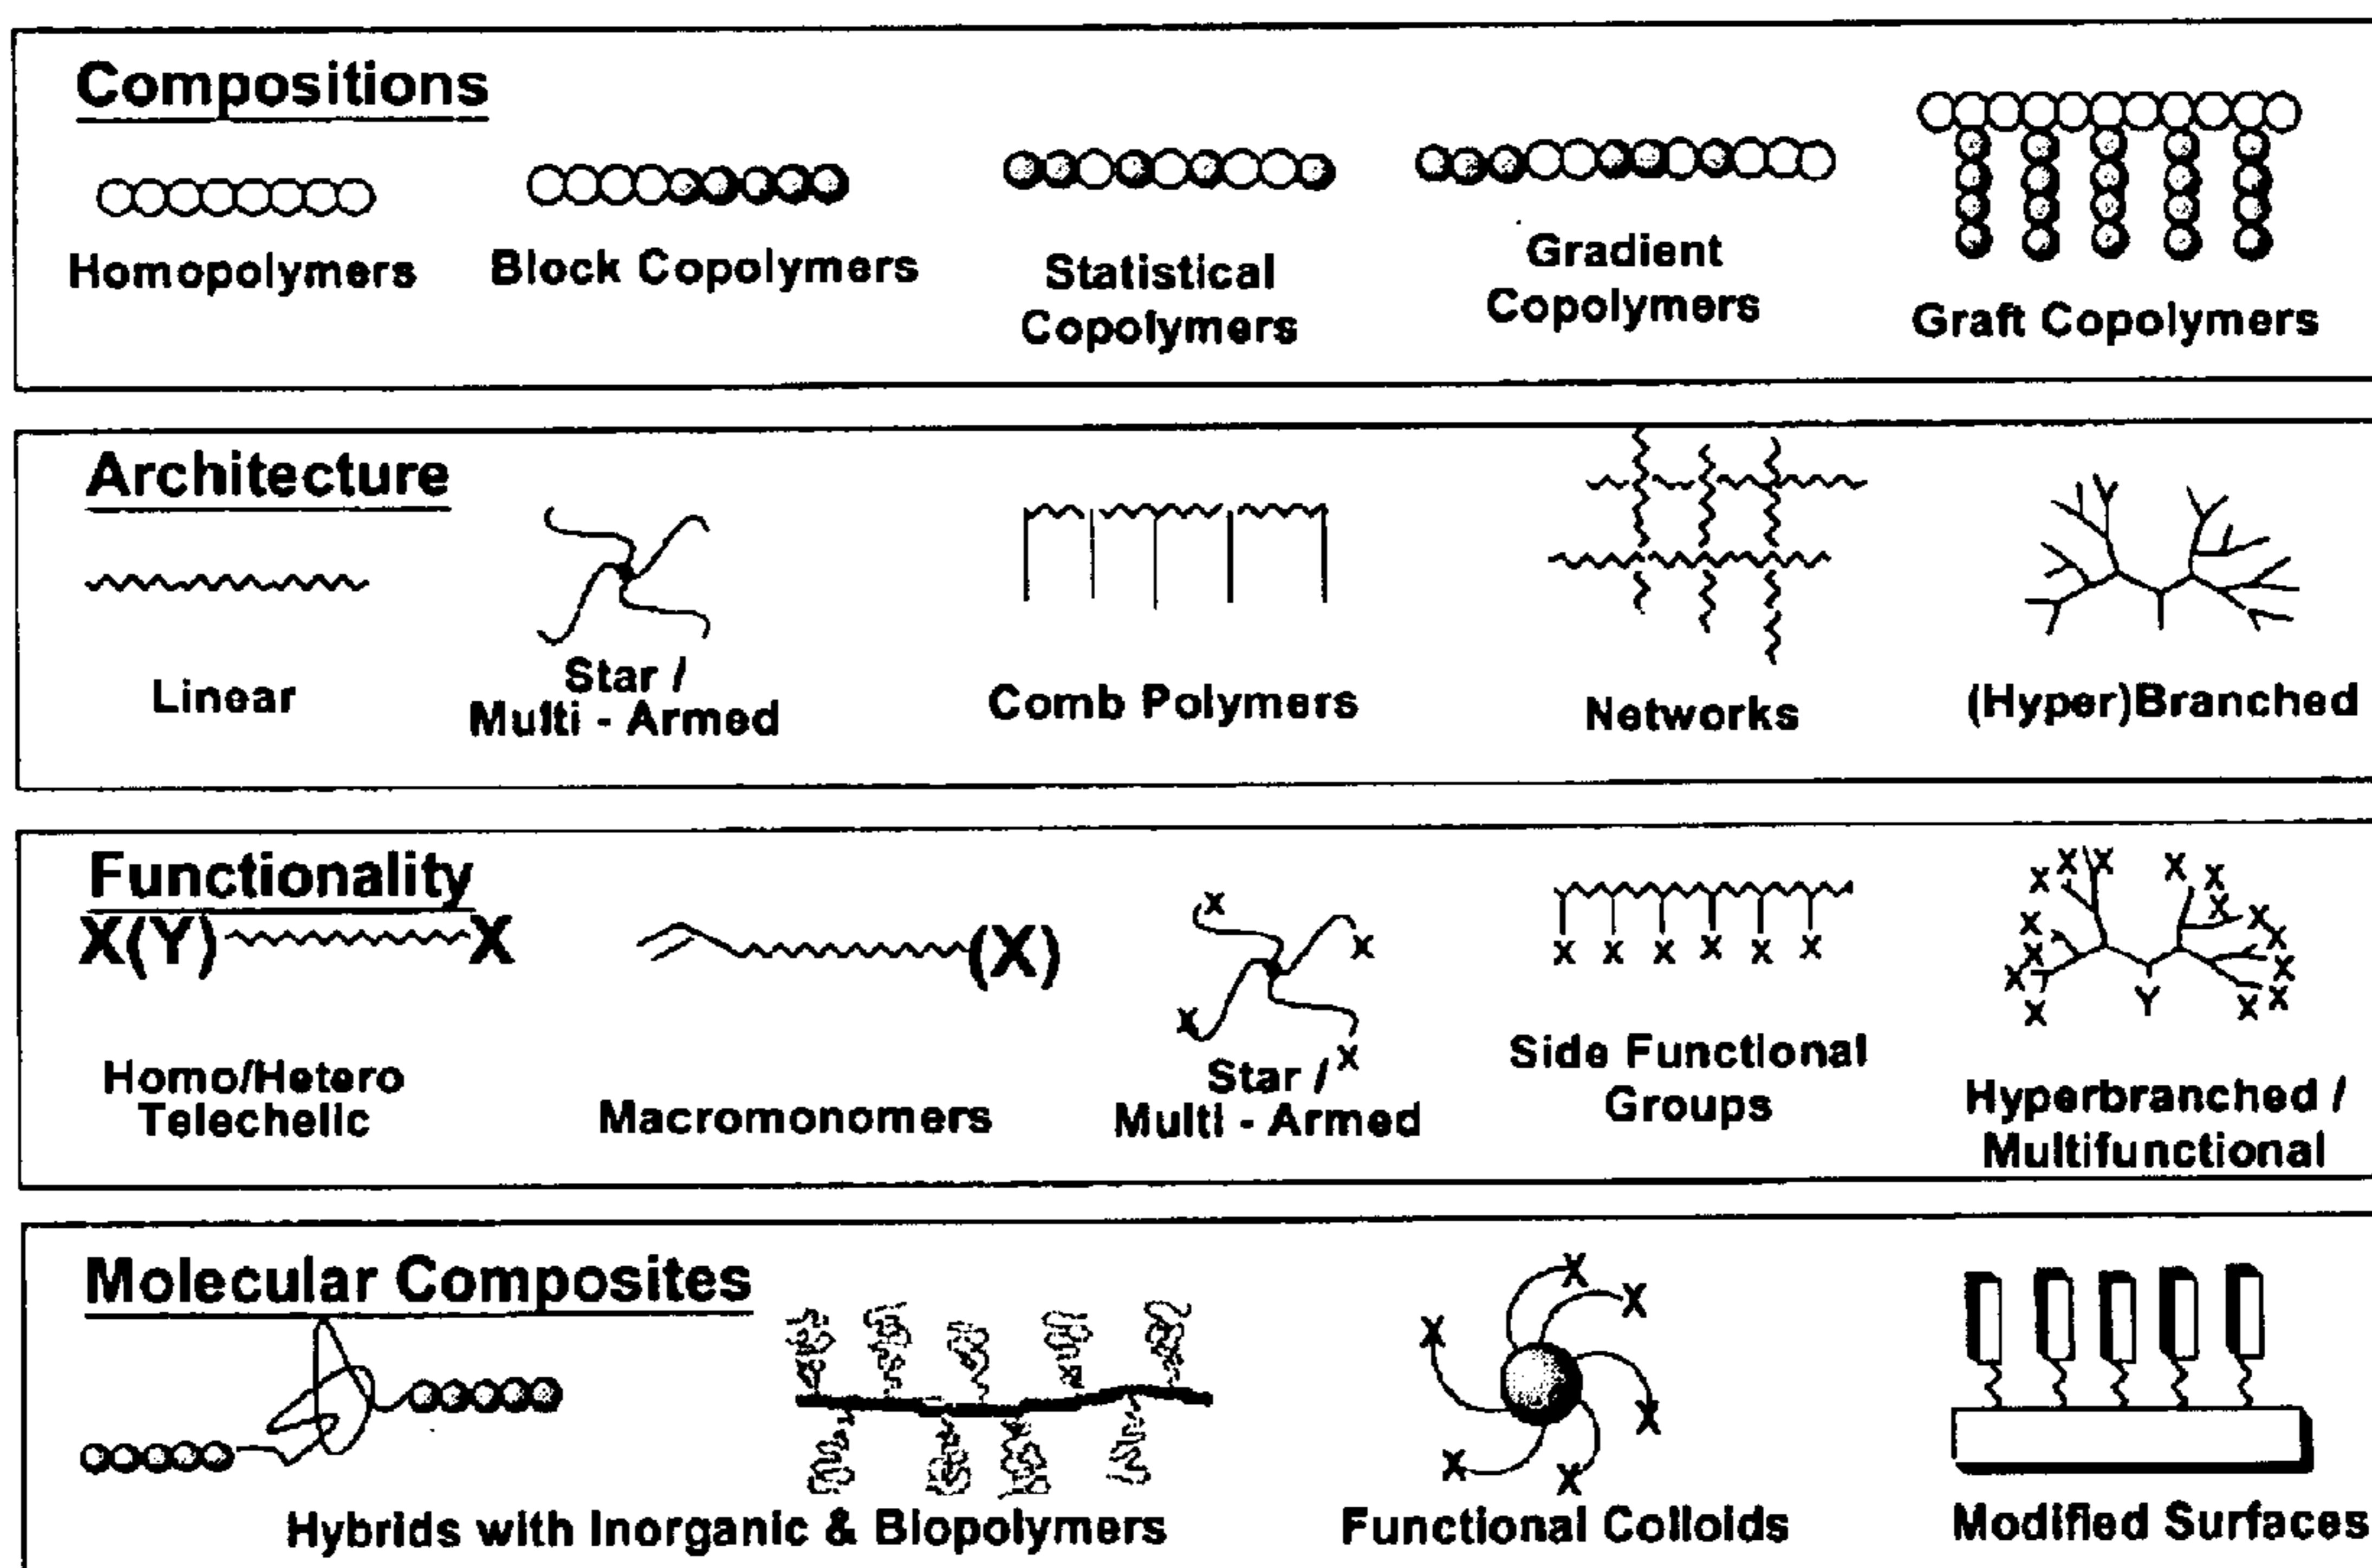 Compositions
Homopolymers
Block Copolymers
Statistical
Copolymers
Gradient
Copolymers
Graft Copolymers
Architecture
Linear
Star /
Multi - Armed
Comb Polymers
Networks
(Hyper)Branched
Functionality
X(Y) X
(X)
X
X
X
X
X X X X X X
X X X X X
X X X
X X
X X X
X Y X X
Homo/Hetero
Telechelic
Macromonomers
Star /
Multi - Armed
Side Functional
Groups
Hyperbranched /
Multifunctional
Molecular Composites
X
X
X
X
X
X
Hybrids with Inorganic & Biopolymers
Functional Colloids
Modified Surfaces